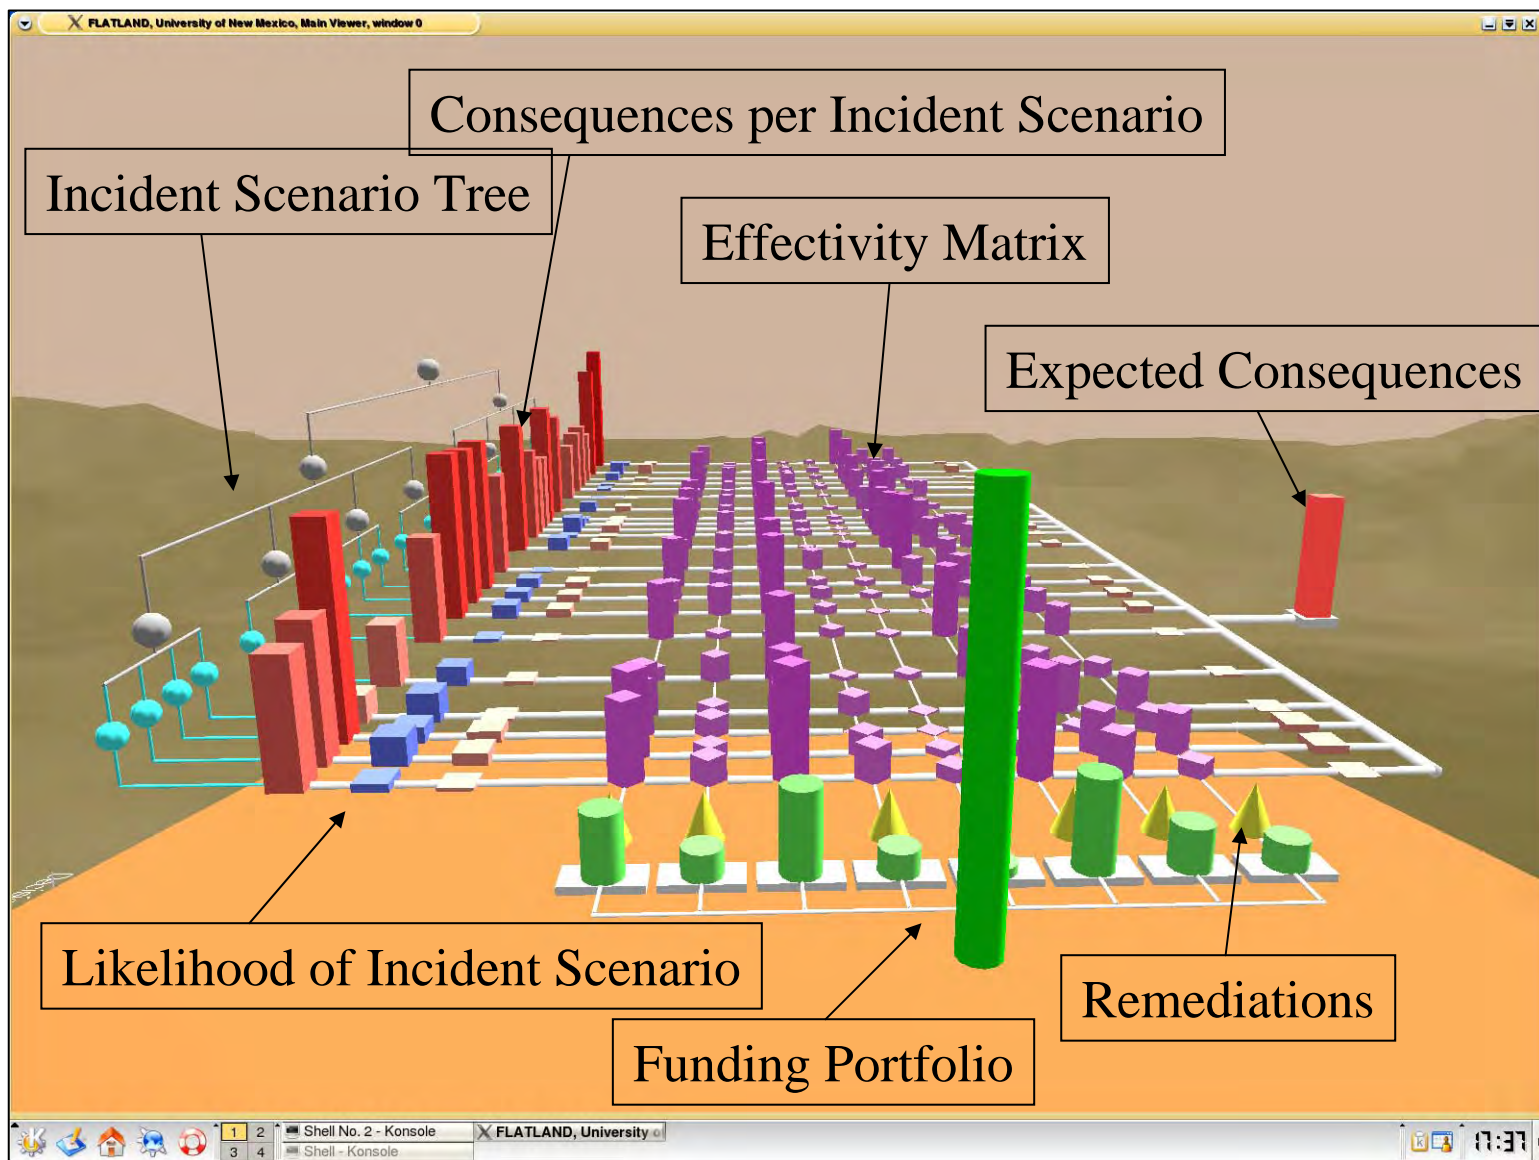 FLATLAND, University of New Mexico, Main Viewer, window 0
Consequences per Incident Scenario
Incident Scenario Tree
Effectivity Matrix
Expected Consequences
Likelihood of Incident Scenario
Remediations
Funding Portfolio
1 2
Shell No. 2 - Konsole
FLATLAND, University o
3 4
Shell - Konsole
17:37